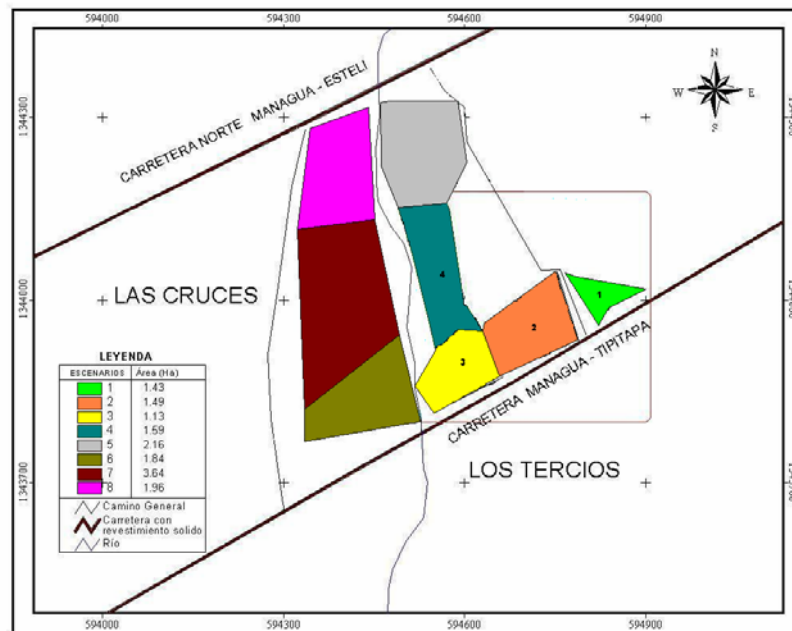 594000 594300 594600 594900
N
W E
S
CARRETERA NORTE MANAGUA - ESTELI
1344300
1344300
LAS CRUCES
4
1
2
3
1344000
1344000
CARRETERA MANAGUA - TIPITAPA
LOS TERCIOS
1343700
1343700
LEYENDA
ESCENARIOS Área (Ha)
1 1.43
2 1.49
3 1.13
4 1.59
5 2.16
6 1.84
7 3.64
8 1.96
Camino General
Carretera con
revestimiento solido
Río
594000 594300 594600 594900